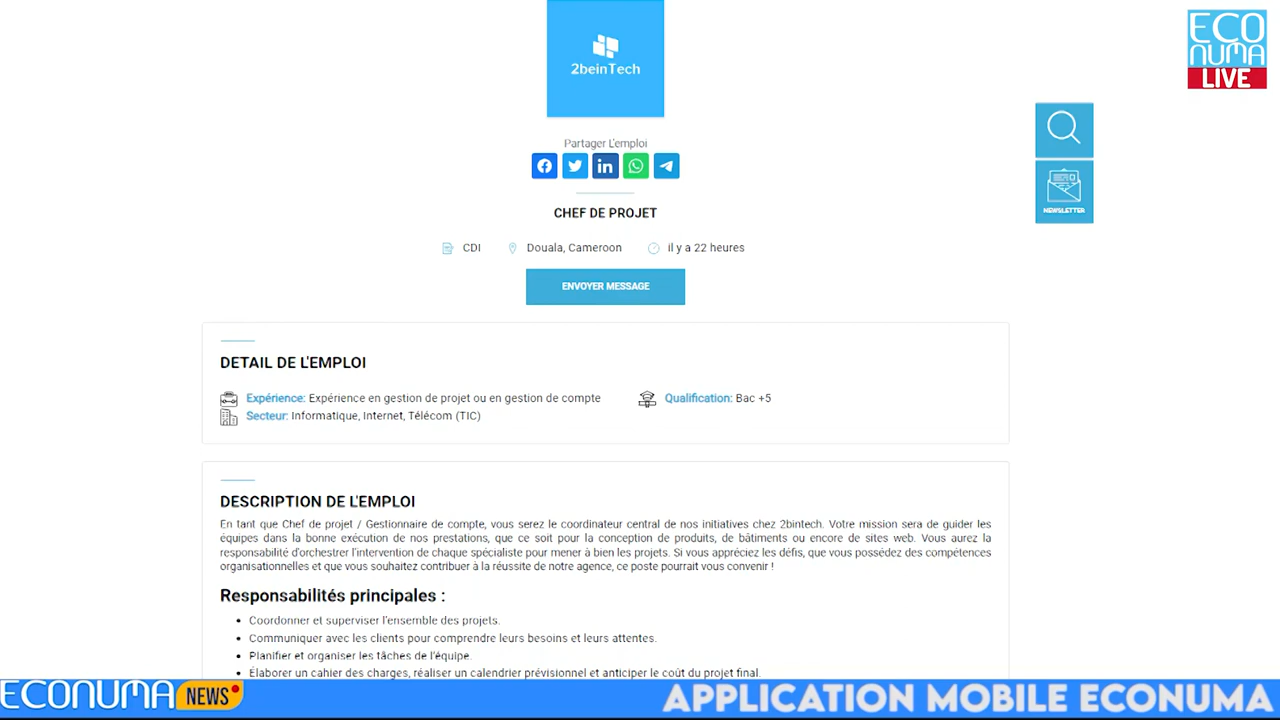 ECO
NUMA
LIVE
2beinTech
Partager L'emploi
NEWSLETTER
CHEF DE PROJET
CDI
Douala, Cameroon
il y a 22 heures
ENVOYER MESSAGE
DETAIL DE L'EMPLOI
Expérience: Expérience en gestion de projet ou en gestion de compte
Qualification: Bac +5
Secteur: Informatique, Internet, Télécom (TIC)
DESCRIPTION DE L'EMPLOI
En tant que Chef de projet / Gestionnaire de compte, vous serez le coordinateur central de nos initiatives chez 2bintech. Votre mission sera de guider les
équipes dans la bonne exécution de nos prestations, que ce soit pour la conception de produits, de bâtiments ou encore de sites web. Vous aurez la
responsabilité d'orchestrer l'intervention de chaque spécialiste pour mener à bien les projets. Si vous appréciez les défis, que vous possédez des compétences
organisationnelles et que vous souhaitez contribuer à la réussite de notre agence, ce poste pourrait vous convenir !
Responsabilités principales :
• Coordonner et superviser l'ensemble des projets.
• Communiquer avec les clients pour comprendre leurs besoins et leurs attentes.
• Planifier et organiser les tâches de l'équipe.
• Élaborer un cahier des charges, réaliser un calendrier prévisionnel et anticiper le coût du projet final.
ECONUMA NEWS
APPLICATION MOBILE ECONUMA